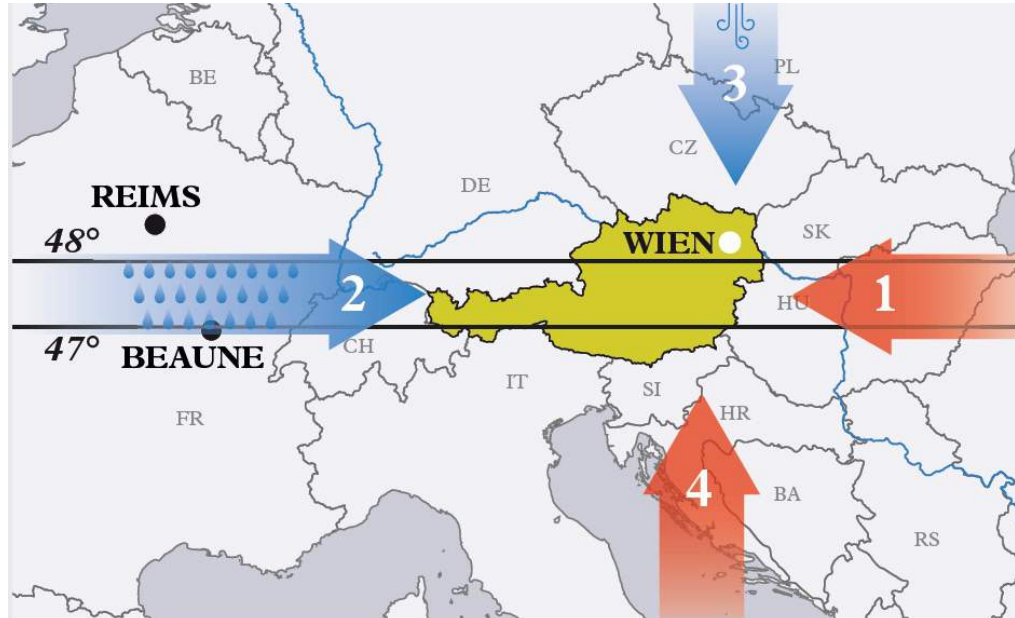 BE
3
PL
CZ
DE
REIMS
48°
WIEN
SK
2
HU
1
47°
BEAUNE
CH
IT
SI
HR
FR
4
BA
RS